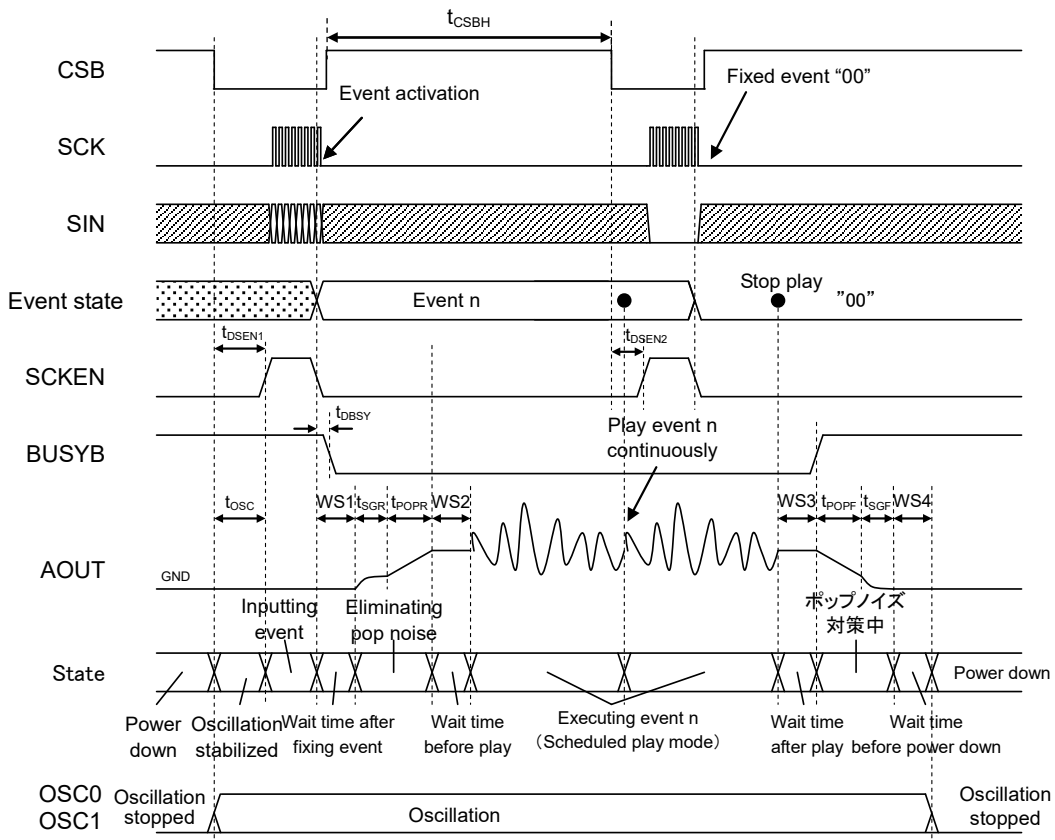 tCSBH
CSB
Fixed event “00”
Event activation
SCK
SIN
Stop play
Event state
Event n
”00”
tDSEN1
tDSEN2
SCKEN
tDBSY
Play event n
continuously
BUSYB
tOSC
WS1
tSGR
tPOPR
WS2
WS3
tPOPF
tSGF
WS4
AOUT
GND
Inputting
event
Eliminating
pop noise
ポップノイズ
対策中
State
Power down
Power
down
Oscillation
stabilized
Wait time after
fixing event
Wait time
before play
Executing event n
（Scheduled play mode）
Wait time
after play
Wait time
before power down
OSC0
OSC1
Oscillation
stopped
Oscillation
Oscillation
stopped